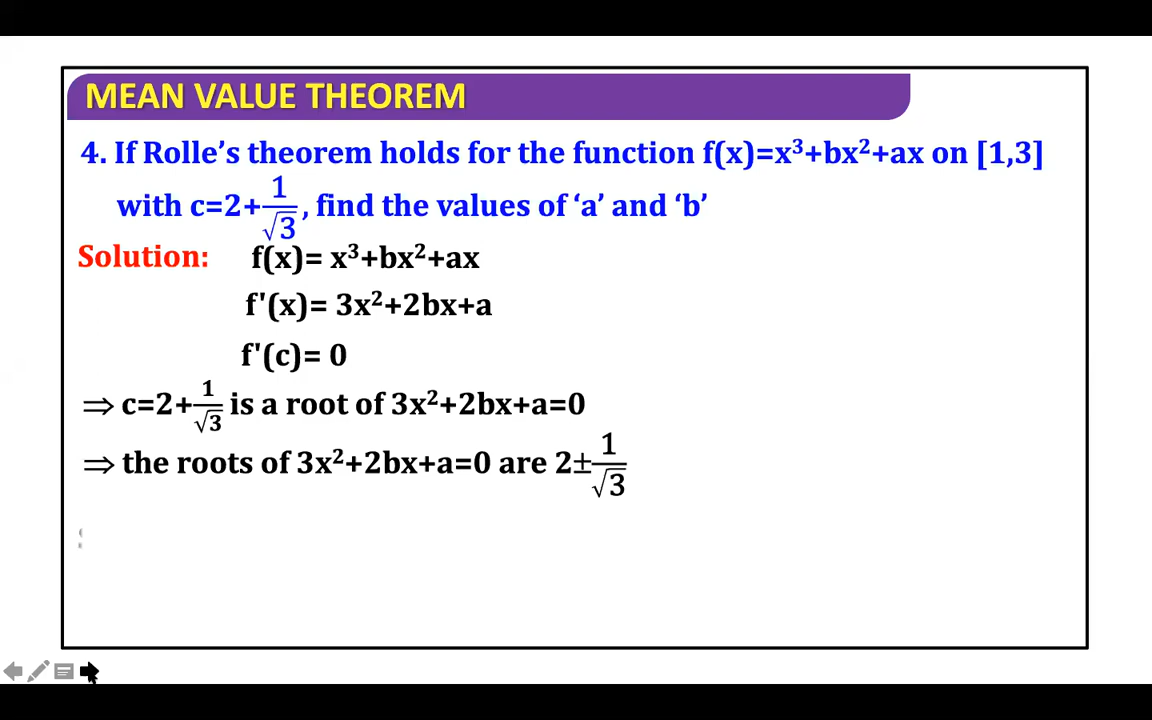 MEAN VALUE THEOREM
4. If Rolle’s theorem holds for the function f(x)=x³+bx²+ax on [1,3]
with c=2+1/√3, find the values of ‘a’ and ‘b’
Solution: f(x)= x³+bx²+ax
f'(x)= 3x²+2bx+a
f'(c)= 0
⇒ c=2+1/√3 is a root of 3x²+2bx+a=0
⇒ the roots of 3x²+2bx+a=0 are 2±1/√3